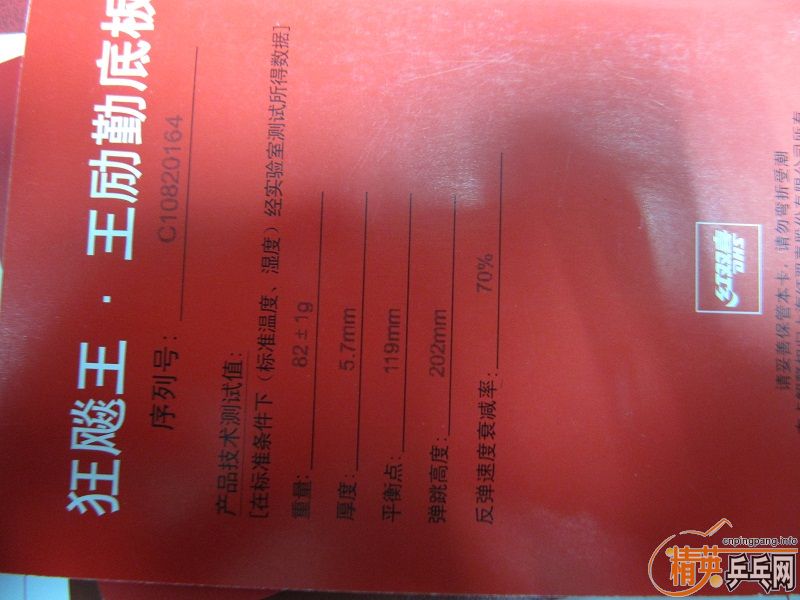 狂飚王·王励勤底板
序列号: C10820164
产品技术测试值:
[在标准条件下（标准温度、湿度）经实验室测试所得数据]
重量: 82±1g
厚度: 5.7mm
平衡点: 119mm
弹跳高度: 202mm
反弹速度衰减率: 70%
红双喜
DHS
请妥善保管本卡，请勿弯折受潮
cnpingpang.info
精英乒乓网